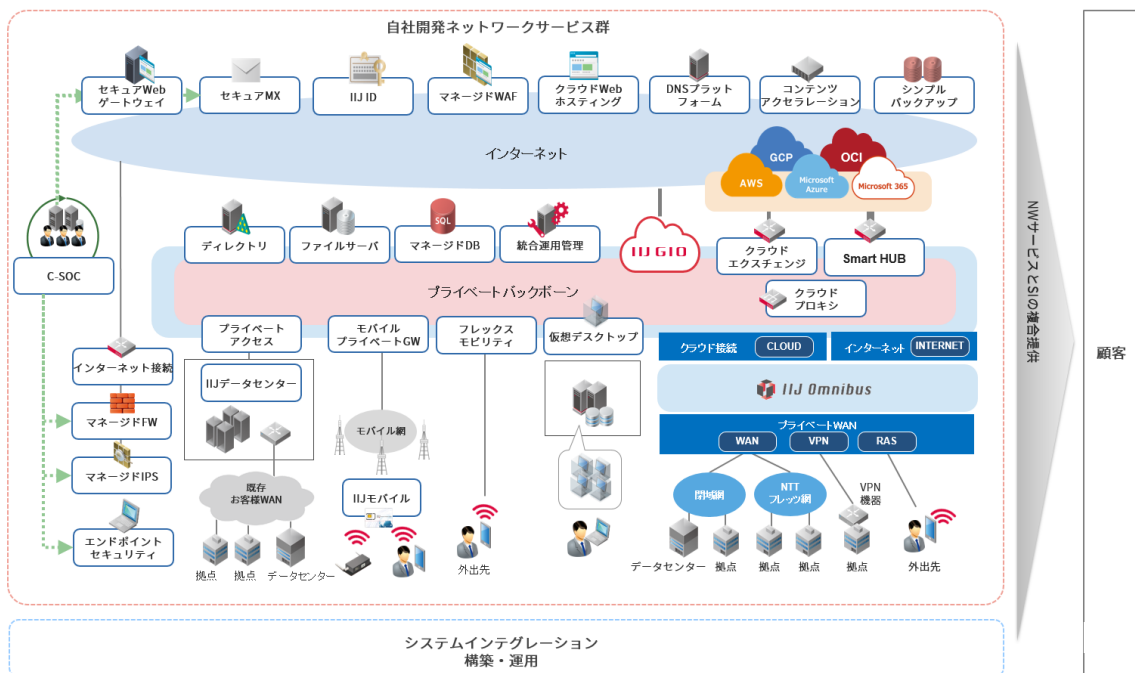 自社開発ネットワークサービス群
セキュアWeb
ゲートウェイ
セキュアMX
IIJ ID
マネージドWAF
クラウドWeb
ホスティング
DNSプラット
フォーム
コンテンツ
アクセラレーション
シンプル
バックアップ
インターネット
GCP
OCI
AWS
Microsoft
Azure
Microsoft 365
C-SOC
ディレクトリ
ファイルサーバ
SQL
マネージドDB
統合運用管理
IIJ GIO
クラウド
エクスチェンジ
Smart HUB
プライベートバックボーン
クラウド
プロキシ
プライベート
アクセス
モバイル
プライベートGW
フレックス
モビリティ
仮想デスクトップ
クラウド接続
CLOUD
インターネット
INTERNET
インターネット接続
IIJデータセンター
IIJ Omnibus
マネージドFW
モバイル網
プライベートWAN
WAN
VPN
RAS
マネージドIPS
既存
お客様WAN
IIJモバイル
閉域網
NTT
フレッツ網
VPN
機器
エンドポイント
セキュリティ
拠点
拠点
データセンター
外出先
データセンター
拠点
拠点
拠点
拠点
外出先
システムインテグレーション
構築・運用
NWサービスとSIの複合提供
顧客